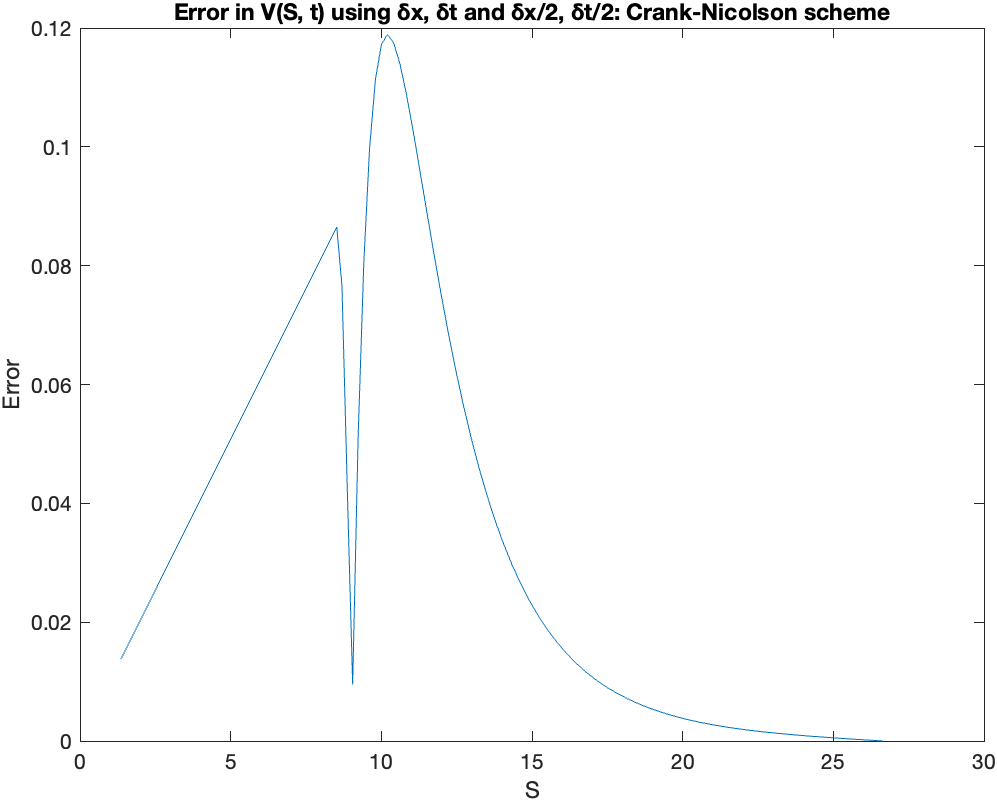 Error in V(S, t) using δx, δt and δx/2, δt/2: Crank-Nicolson scheme
0.12
0.1
0.08
0.06
0.04
0.02
0
Error
0 5 10 15 20 25 30
S